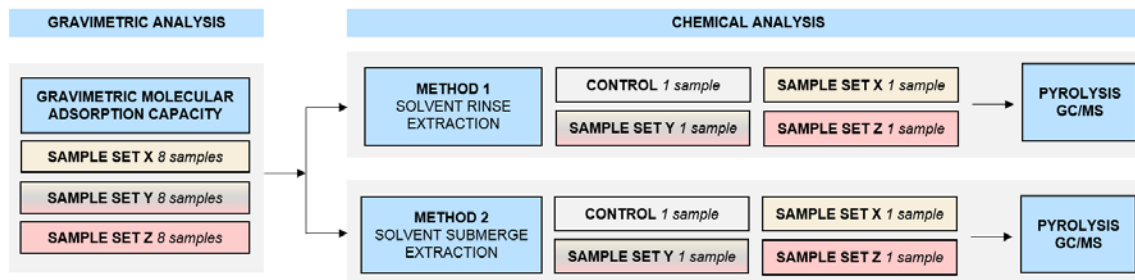 GRAVIMETRIC ANALYSIS
CHEMICAL ANALYSIS
GRAVIMETRIC MOLECULAR
ADSORPTION CAPACITY
SAMPLE SET X 8 samples
SAMPLE SET Y 8 samples
SAMPLE SET Z 8 samples
METHOD 1
SOLVENT RINSE
EXTRACTION
CONTROL 1 sample
SAMPLE SET X 1 sample
SAMPLE SET Y 1 sample
SAMPLE SET Z 1 sample
PYROLYSIS
GC/MS
METHOD 2
SOLVENT SUBMERGE
EXTRACTION
CONTROL 1 sample
SAMPLE SET X 1 sample
SAMPLE SET Y 1 sample
SAMPLE SET Z 1 sample
PYROLYSIS
GC/MS